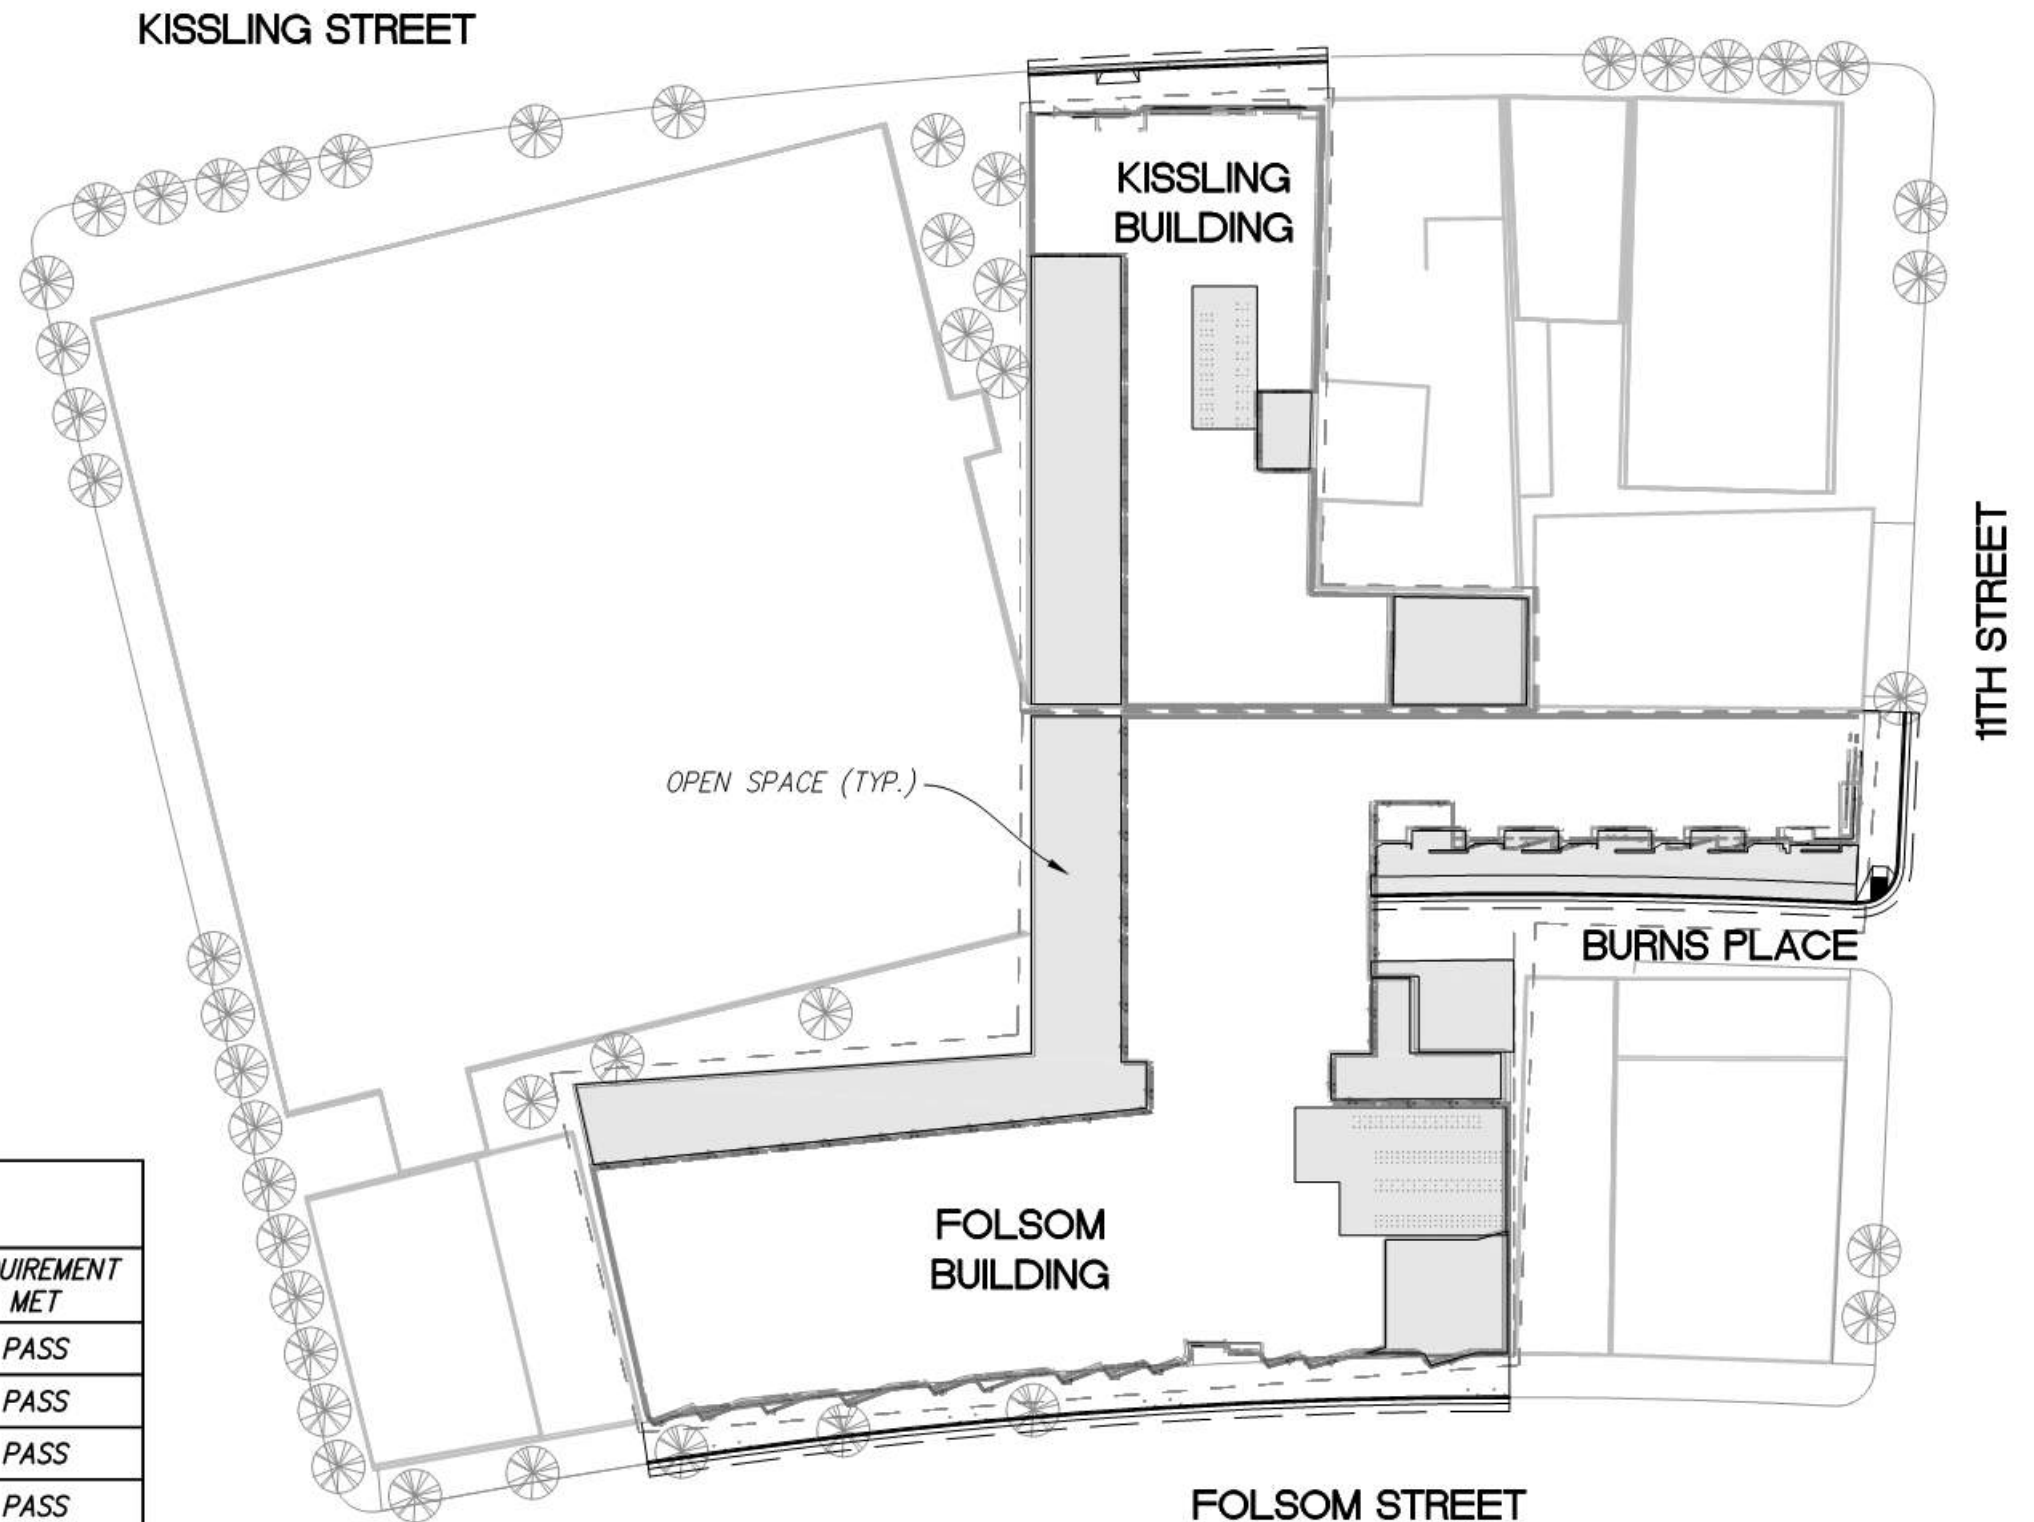 KISSLING STREET
KISSLING
BUILDING
11TH STREET
OPEN SPACE (TYP.)
BURNS PLACE
FOLSOM
BUILDING
UIREMENT
MET
PASS
PASS
PASS
PASS
FOLSOM STREET